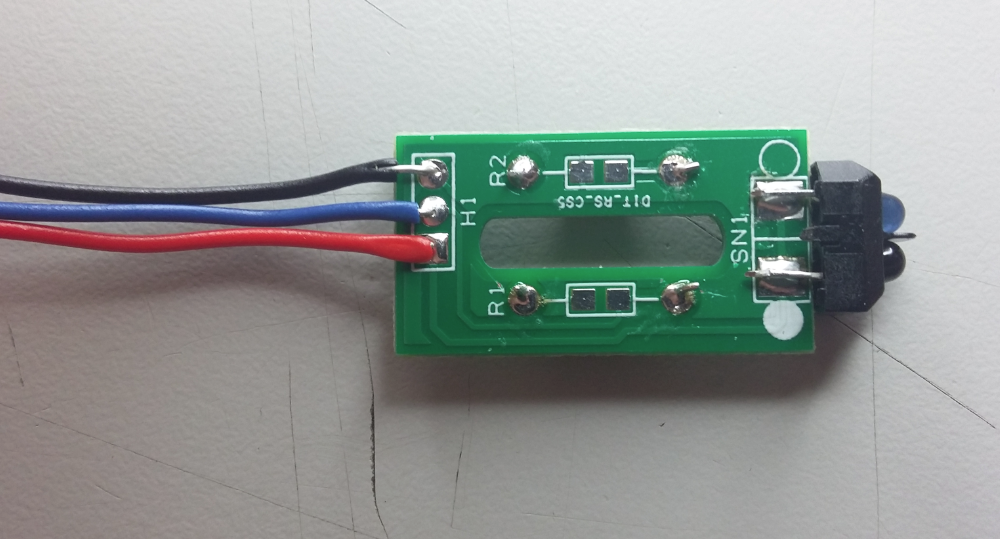 R2
DIT_RS_CS5
H1
SN1
R1